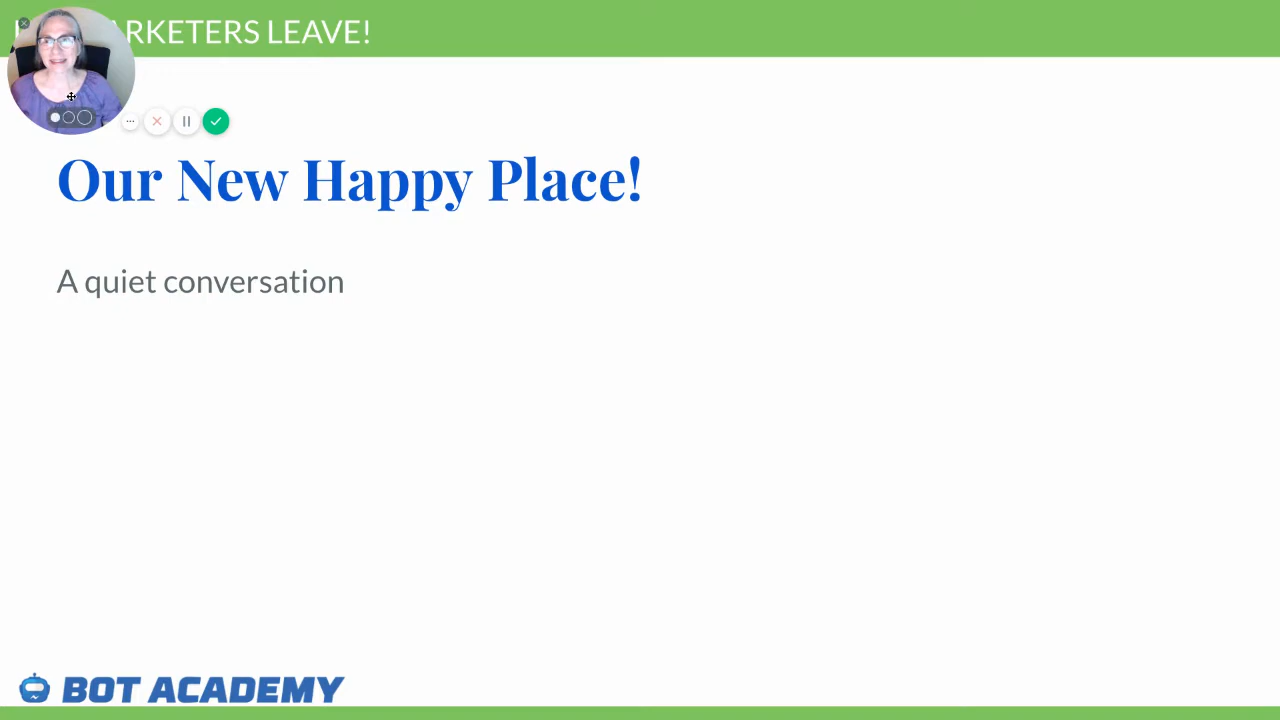 ARKETERS LEAVE!
Our New Happy Place!
A quiet conversation
BOT ACADEMY